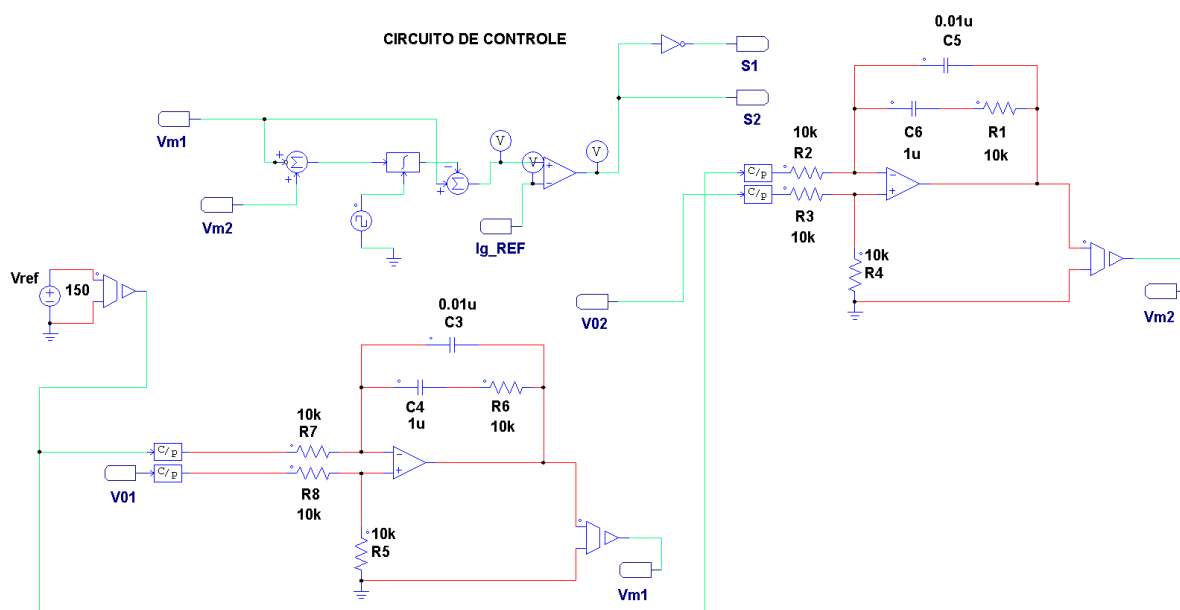 CIRCUITO DE CONTROLE
S1
S2
Vm1
Vm2
V
V
V
Ig_REF
0.01u
C5
C6
1u
R1
10k
10k
R2
R3
10k
C/p
C/p
10k
R4
Vm2
V02
Vref
150
0.01u
C3
C4
1u
R6
10k
10k
R7
R8
10k
C/p
C/p
V01
10k
R5
Vm1